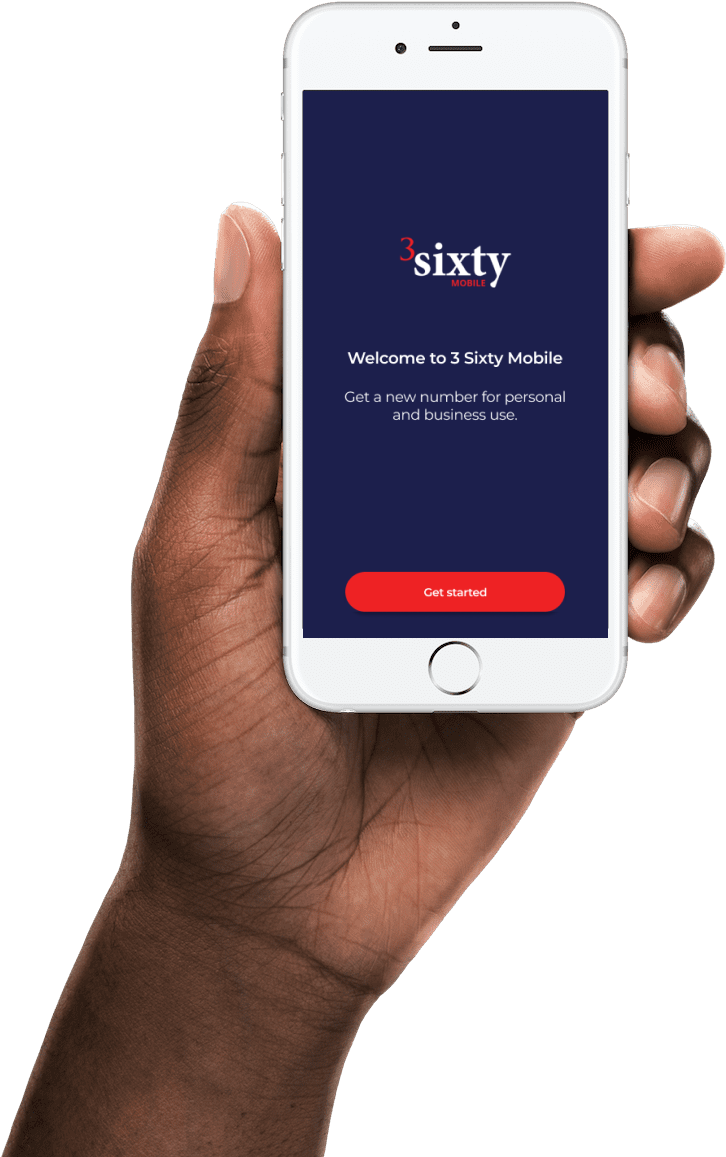 3sixty
MOBILE
Welcome to 3 Sixty Mobile
Get a new number for personal
and business use.
Get started